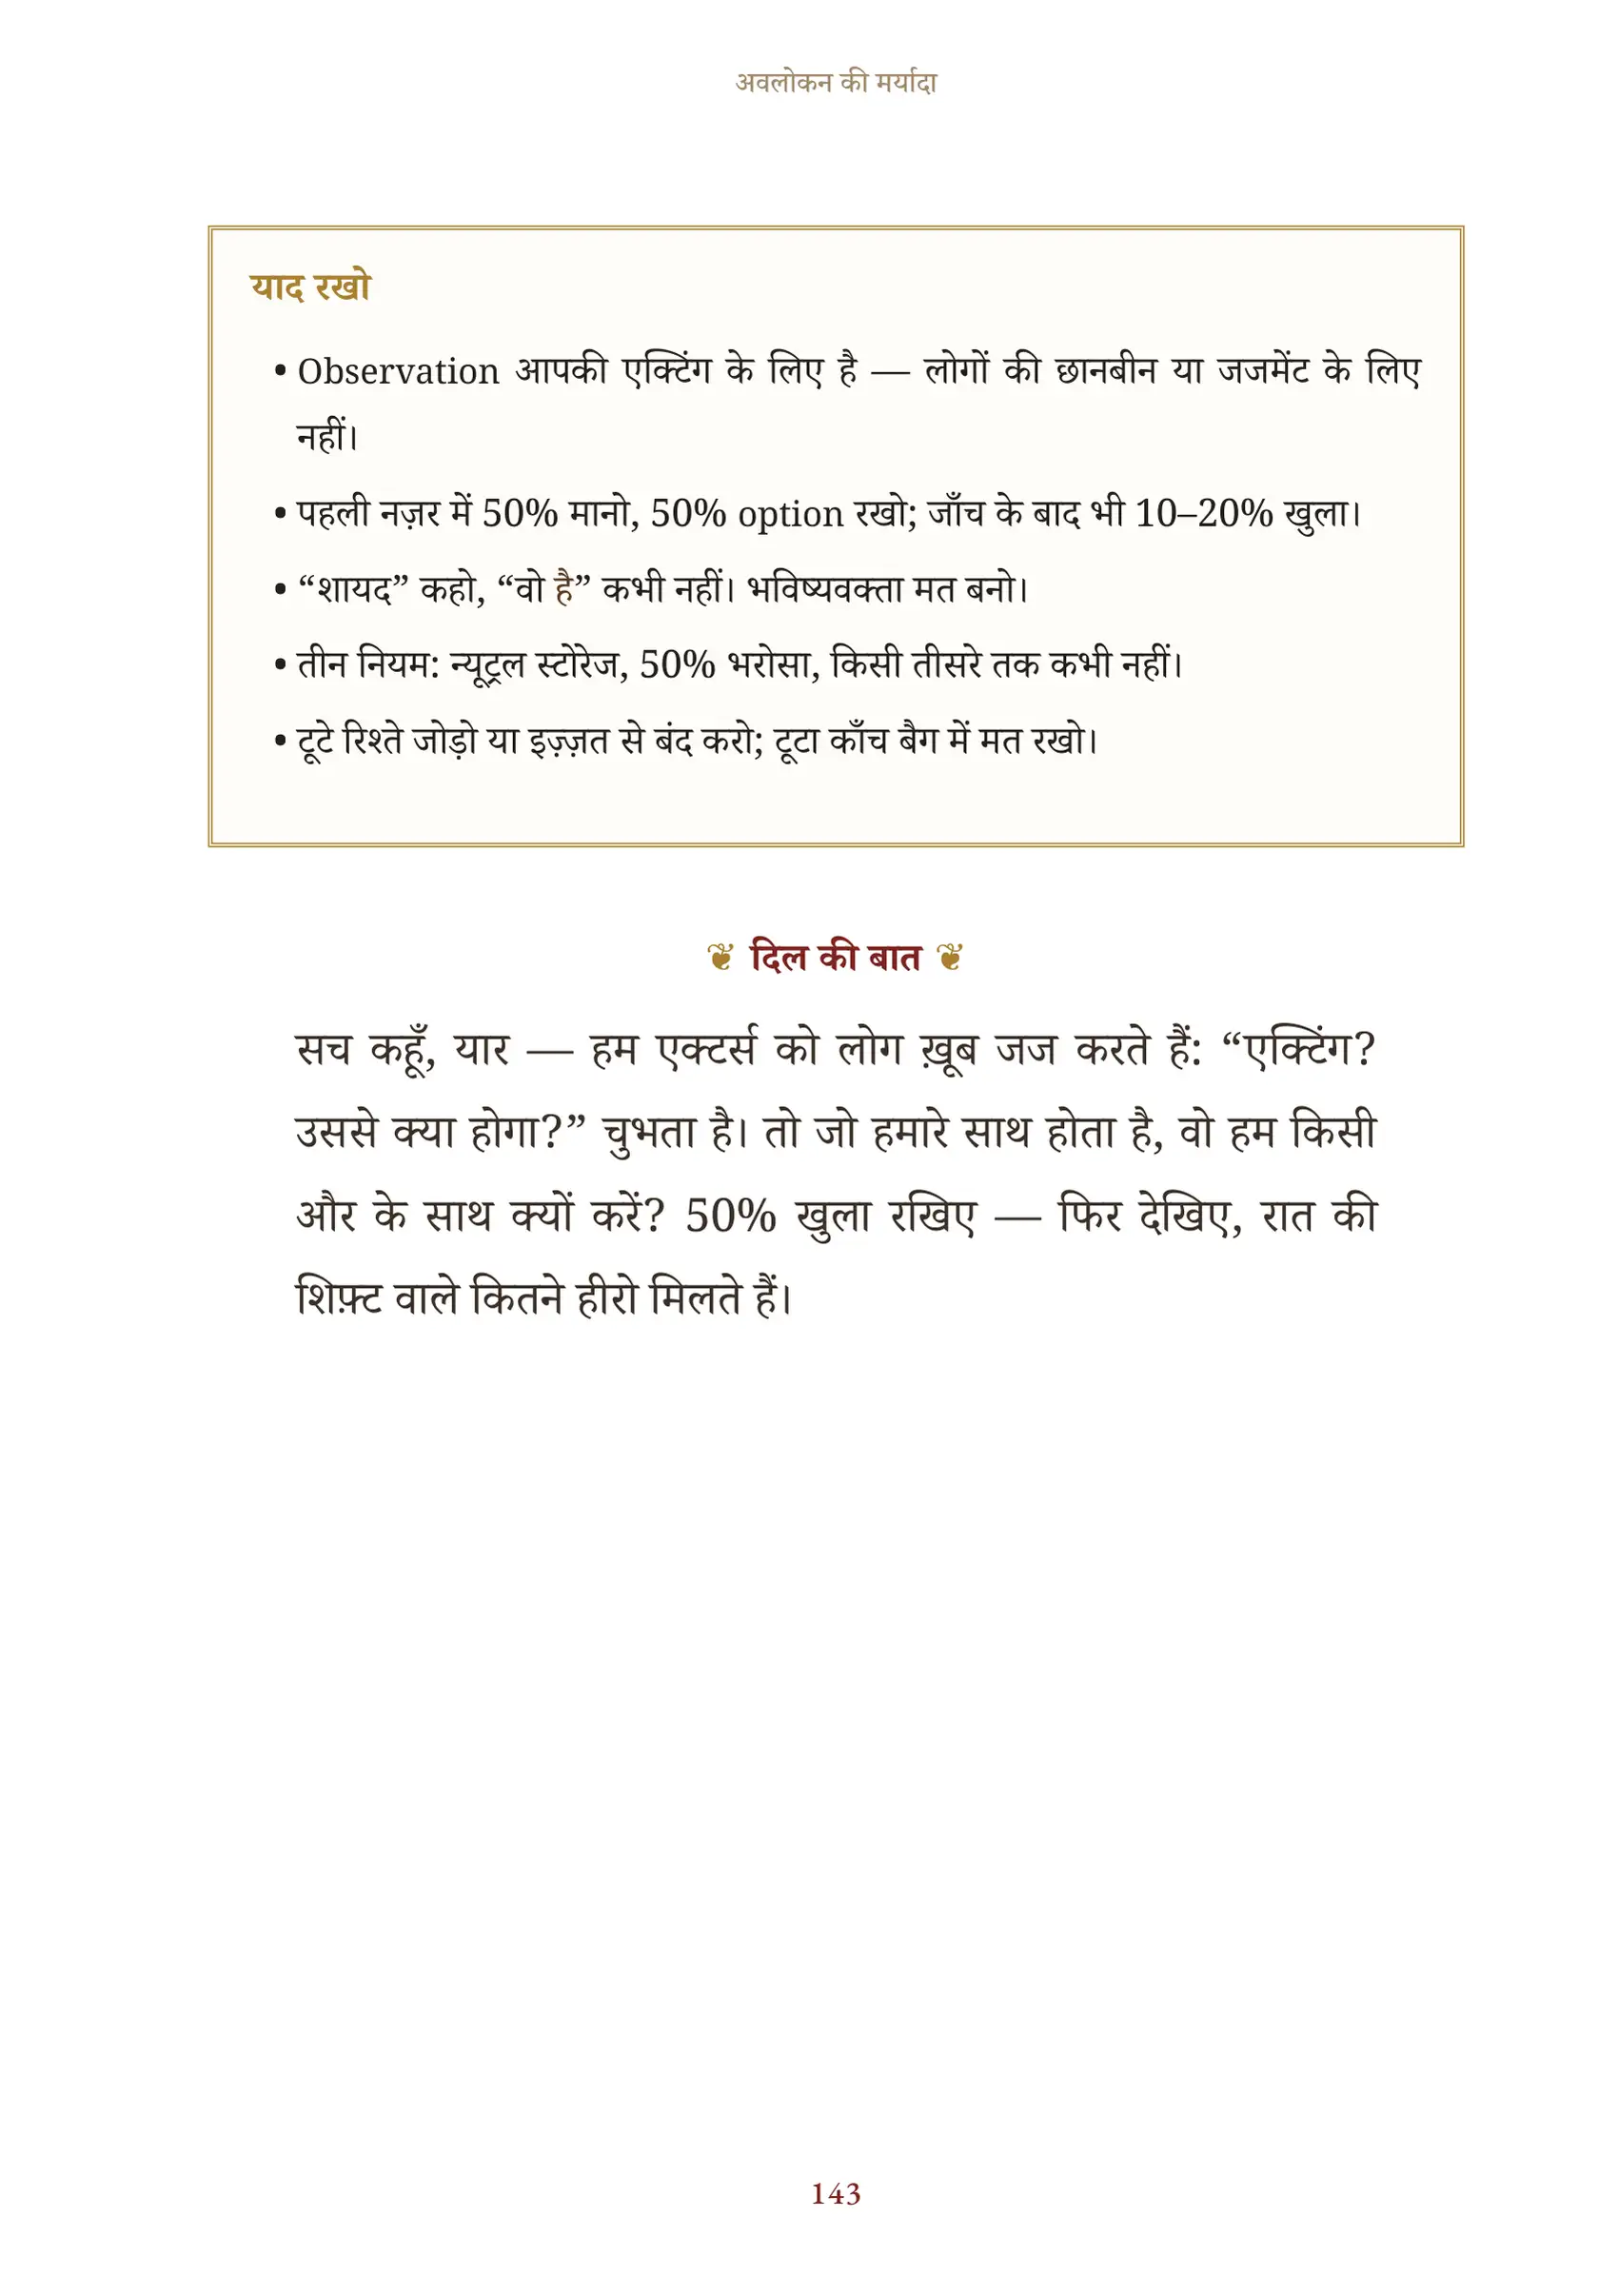 अवलोकन की मर्यादा
याद रखो
• Observation आपकी एक्टिंग के लिए है — लोगों की छानबीन या जजमेंट के लिए
नहीं।
• पहली नज़र में 50% मानो, 50% option रखो; जाँच के बाद भी 10–20% खुला।
• “शायद” कहो, “वो है” कभी नहीं। भविष्यवक्ता मत बनो।
• तीन नियम: न्यूट्रल स्टोरेज, 50% भरोसा, किसी तीसरे तक कभी नहीं।
• टूटे रिश्ते जोड़ो या इज़्ज़त से बंद करो; टूटा काँच बैग में मत रखो।
❦ दिल की बात ❦
सच कहूँ, यार — हम एक्टर्स को लोग ख़ूब जज करते हैं: “एक्टिंग?
उससे क्या होगा?” चुभता है। तो जो हमारे साथ होता है, वो हम किसी
और के साथ क्यों करें? 50% खुला रखिए — फिर देखिए, रात की
शिफ़्ट वाले कितने हीरो मिलते हैं।
143